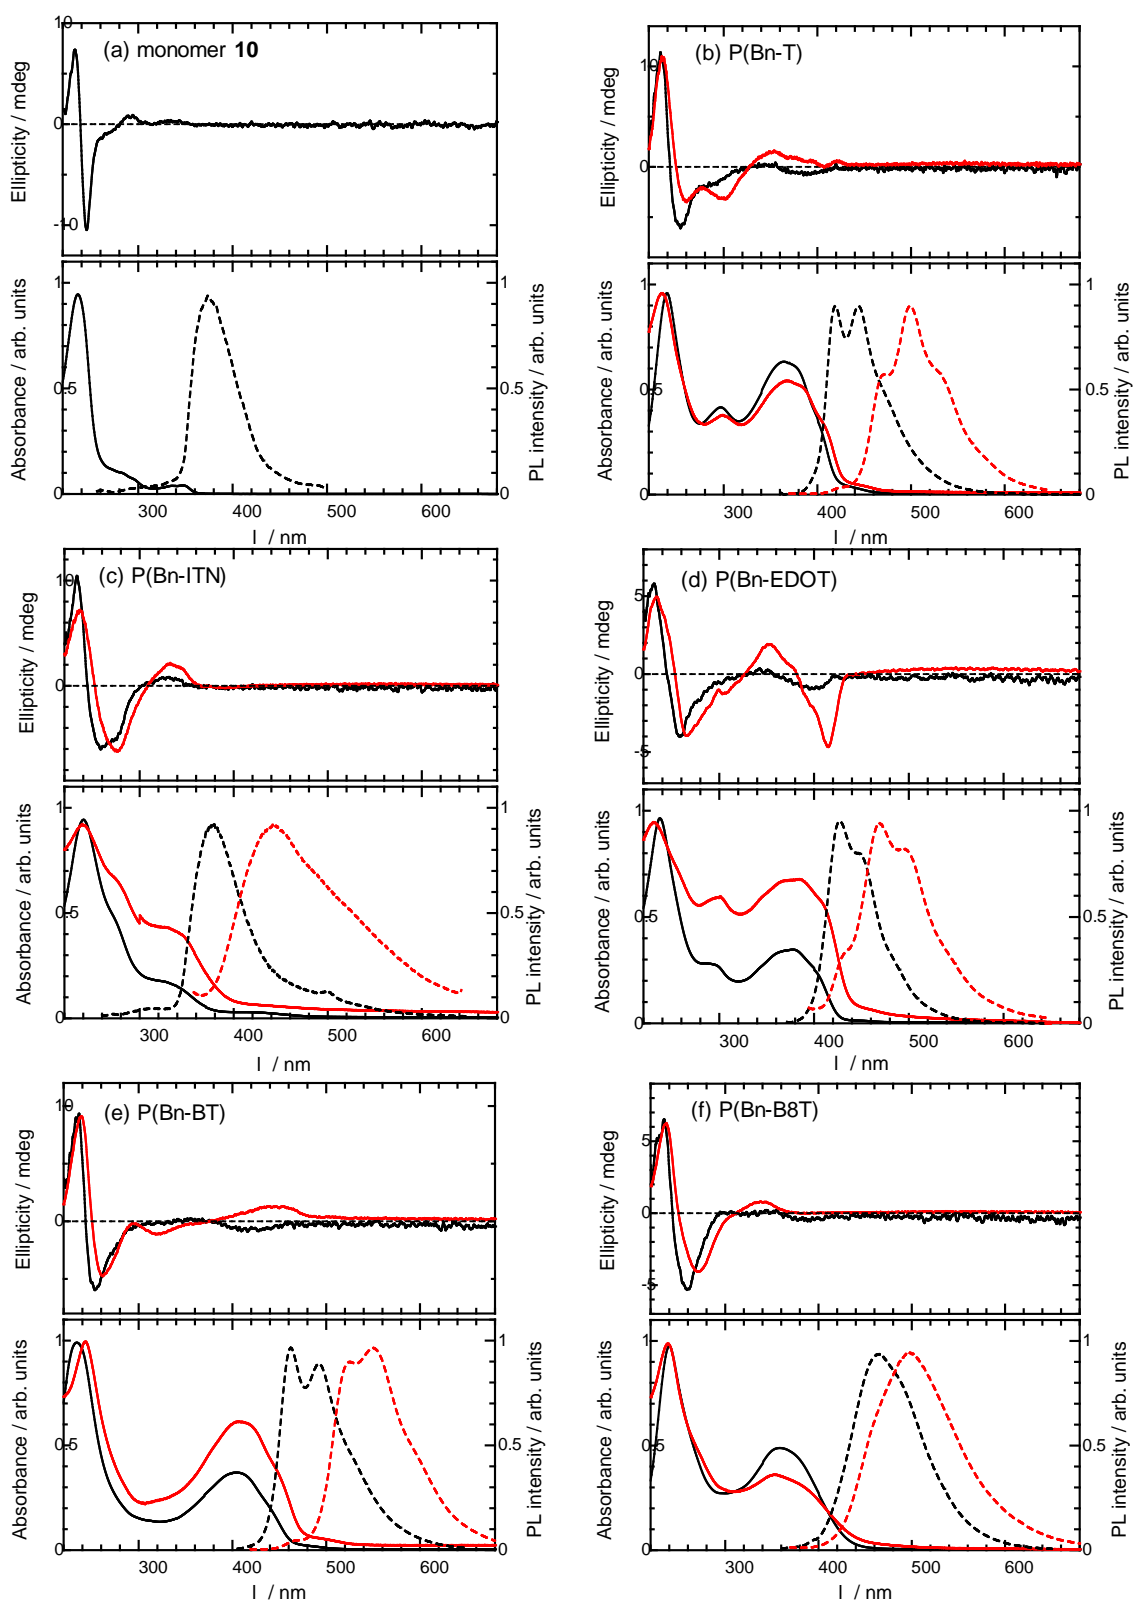 (a) monomer 10
Ellipticity / mdeg
10
0
-10
Absorbance / arb. units
PL intensity / arb. units
1
0.5
0
1
0.5
0
300 400 500 600
l / nm
(b) P(Bn-T)
Ellipticity / mdeg
10
0
Absorbance / arb. units
PL intensity / arb. units
1
0.5
0
1
0.5
0
300 400 500 600
l / nm
(c) P(Bn-ITN)
Ellipticity / mdeg
10
0
Absorbance / arb. units
PL intensity / arb. units
1
0.5
0
1
0.5
0
300 400 500 600
l / nm
(d) P(Bn-EDOT)
Ellipticity / mdeg
5
0
-5
Absorbance / arb. units
PL intensity / arb. units
1
0.5
0
1
0.5
0
300 400 500 600
l / nm
(e) P(Bn-BT)
Ellipticity / mdeg
10
0
Absorbance / arb. units
PL intensity / arb. units
1
0.5
0
1
0.5
0
300 400 500 600
l / nm
(f) P(Bn-B8T)
Ellipticity / mdeg
5
0
-5
Absorbance / arb. units
PL intensity / arb. units
1
0.5
0
1
0.5
0
300 400 500 600
l / nm